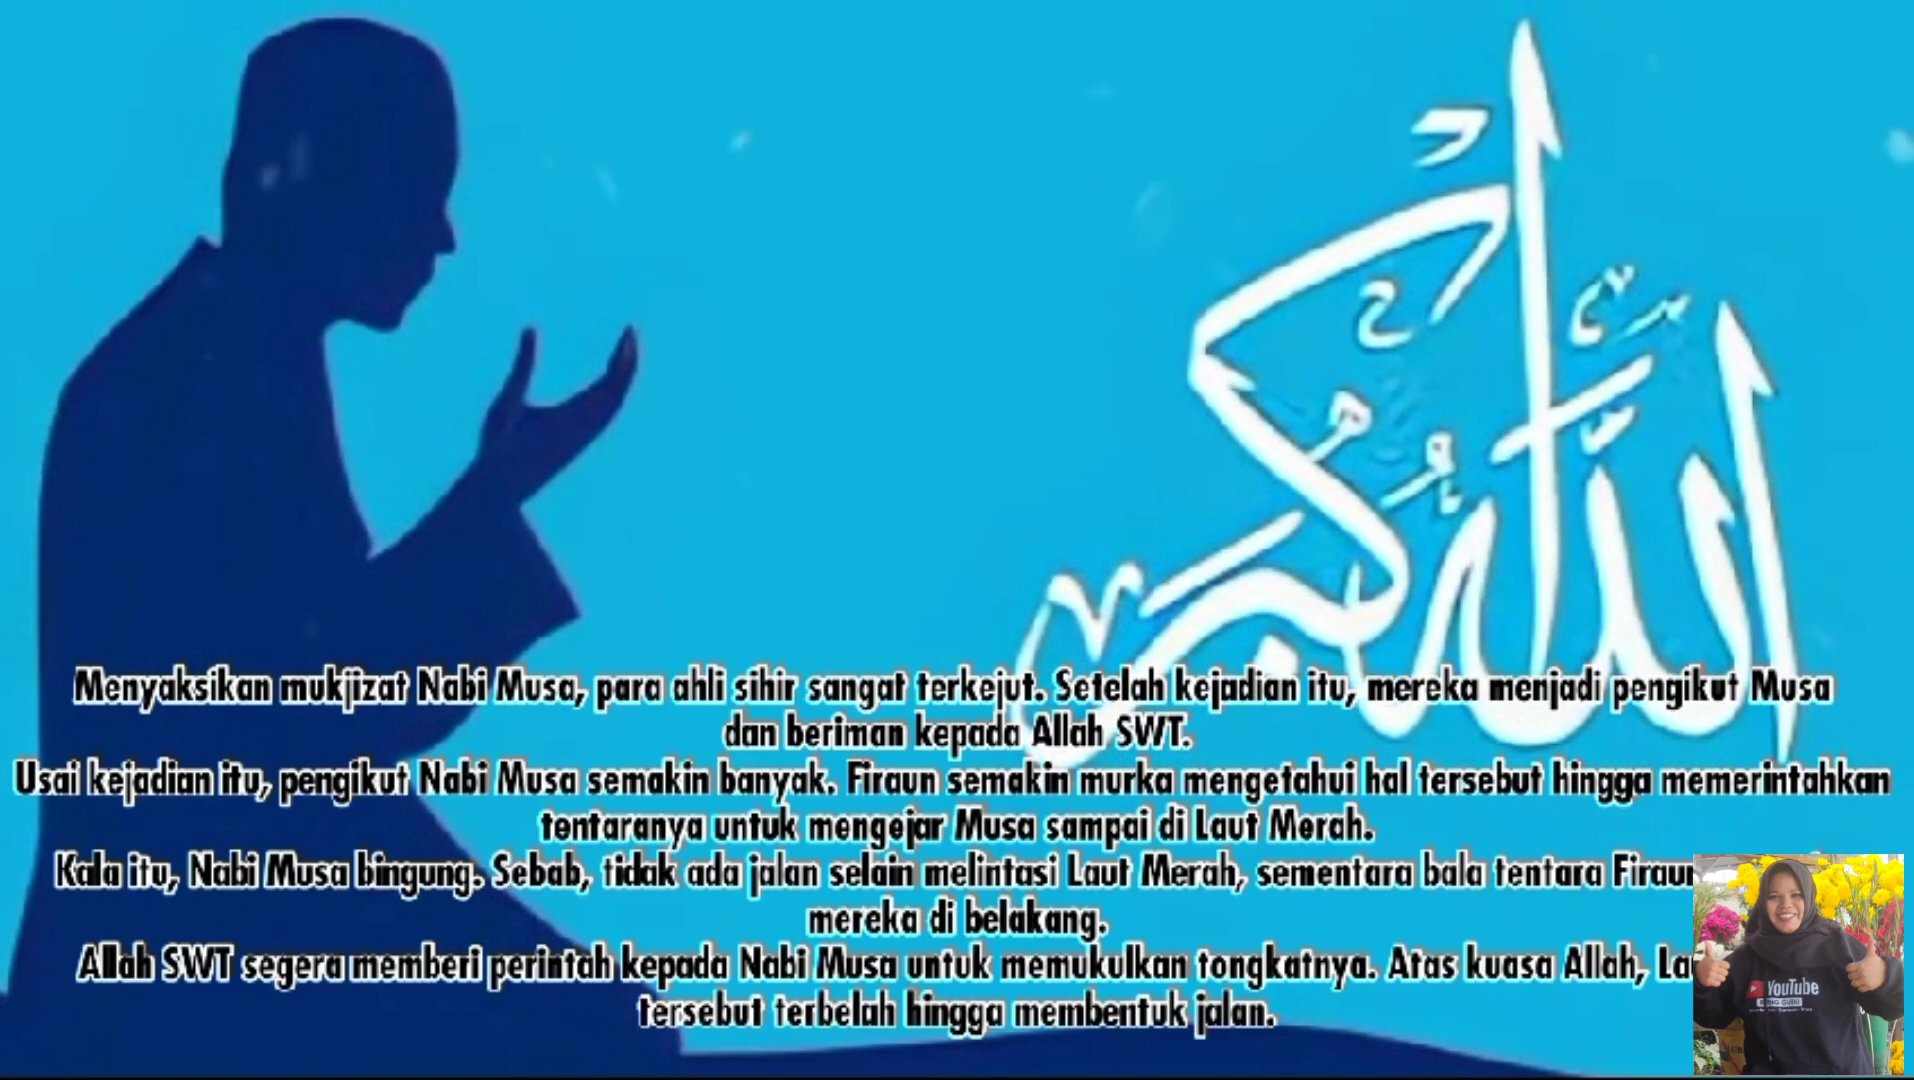 الله أكبر
Menyaksikan mukjizat Nabi Musa, para ahli sihir sangat terkejut. Setelah kejadian itu, mereka menjadi pengikut Musa
dan beriman kepada Allah SWT.
Usai kejadian itu, pengikut Nabi Musa semakin banyak. Firaun semakin murka mengetahui hal tersebut hingga memerintahkan
tentaranya untuk mengejar Musa sampai di Laut Merah.
Kala itu, Nabi Musa bingung. Sebab, tidak ada jalan selain melintasi Laut Merah, sementara bala tentara Firaun
mereka di belakang.
Allah SWT segera memberi perintah kepada Nabi Musa untuk memukulkan tongkatnya. Atas kuasa Allah,
tersebut terbelah hingga membentuk jalan.
YouTube